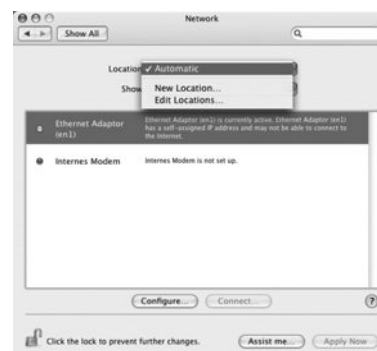 Network
Show All
Location
✓ Automatic
Show
New Location...
Edit Locations...
Ethernet Adaptor
(en1)
Ethernet Adaptor (en1) is currently active. Ethernet Adaptor (en1)
has a self-assigned IP address and may not be able to connect to
the Internet.
Internes Modem
Internes Modem is not set up.
Configure...
Connect...
?
Click the lock to prevent further changes.
Assist me...
Apply Now